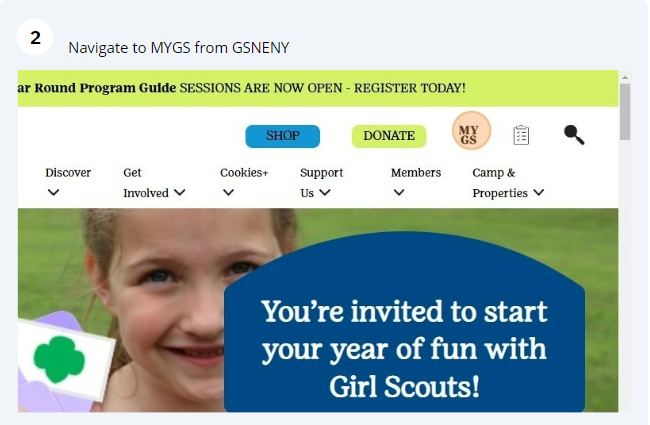 2
Navigate to MYGS from GSNENY
ar Round Program Guide SESSIONS ARE NOW OPEN - REGISTER TODAY!
SHOP DONATE MY GS
Discover Get Involved Cookies+ Support Us Members Camp & Properties
You're invited to start
your year of fun with
Girl Scouts!